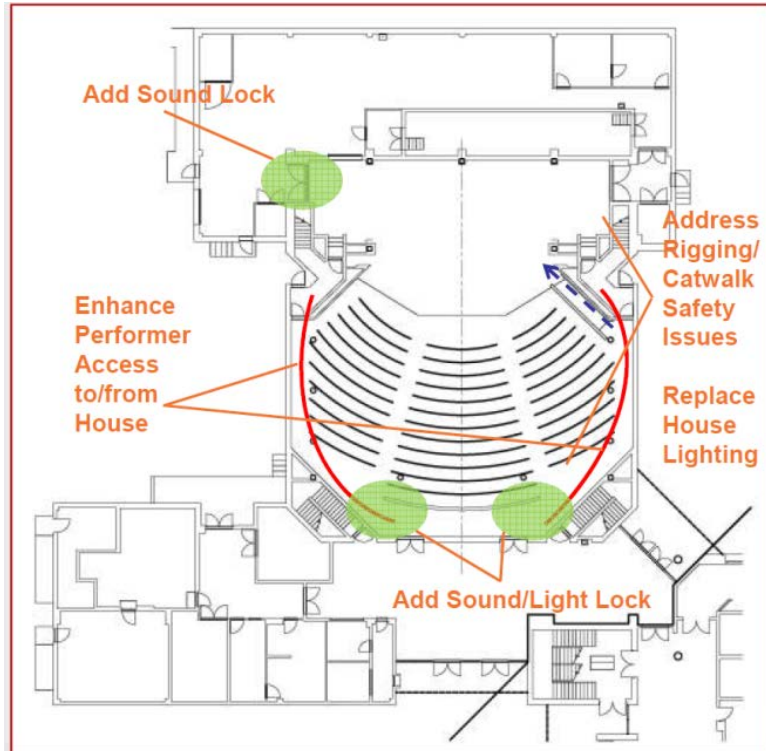 Add Sound Lock
Address
Rigging/
Catwalk
Safety
Issues
Enhance
Performer
Access
to/from
House
Replace
House
Lighting
Add Sound/Light Lock